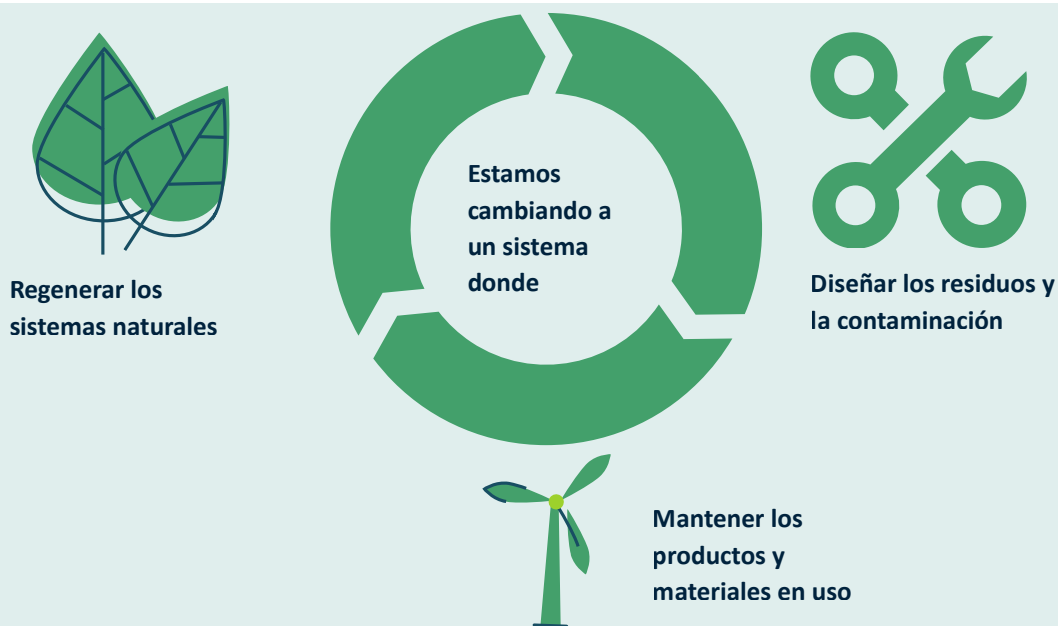 Estamos
cambiando a
un sistema
donde
Regenerar los
sistemas naturales
Diseñar los residuos y
la contaminación
Mantener los
productos y
materiales en uso